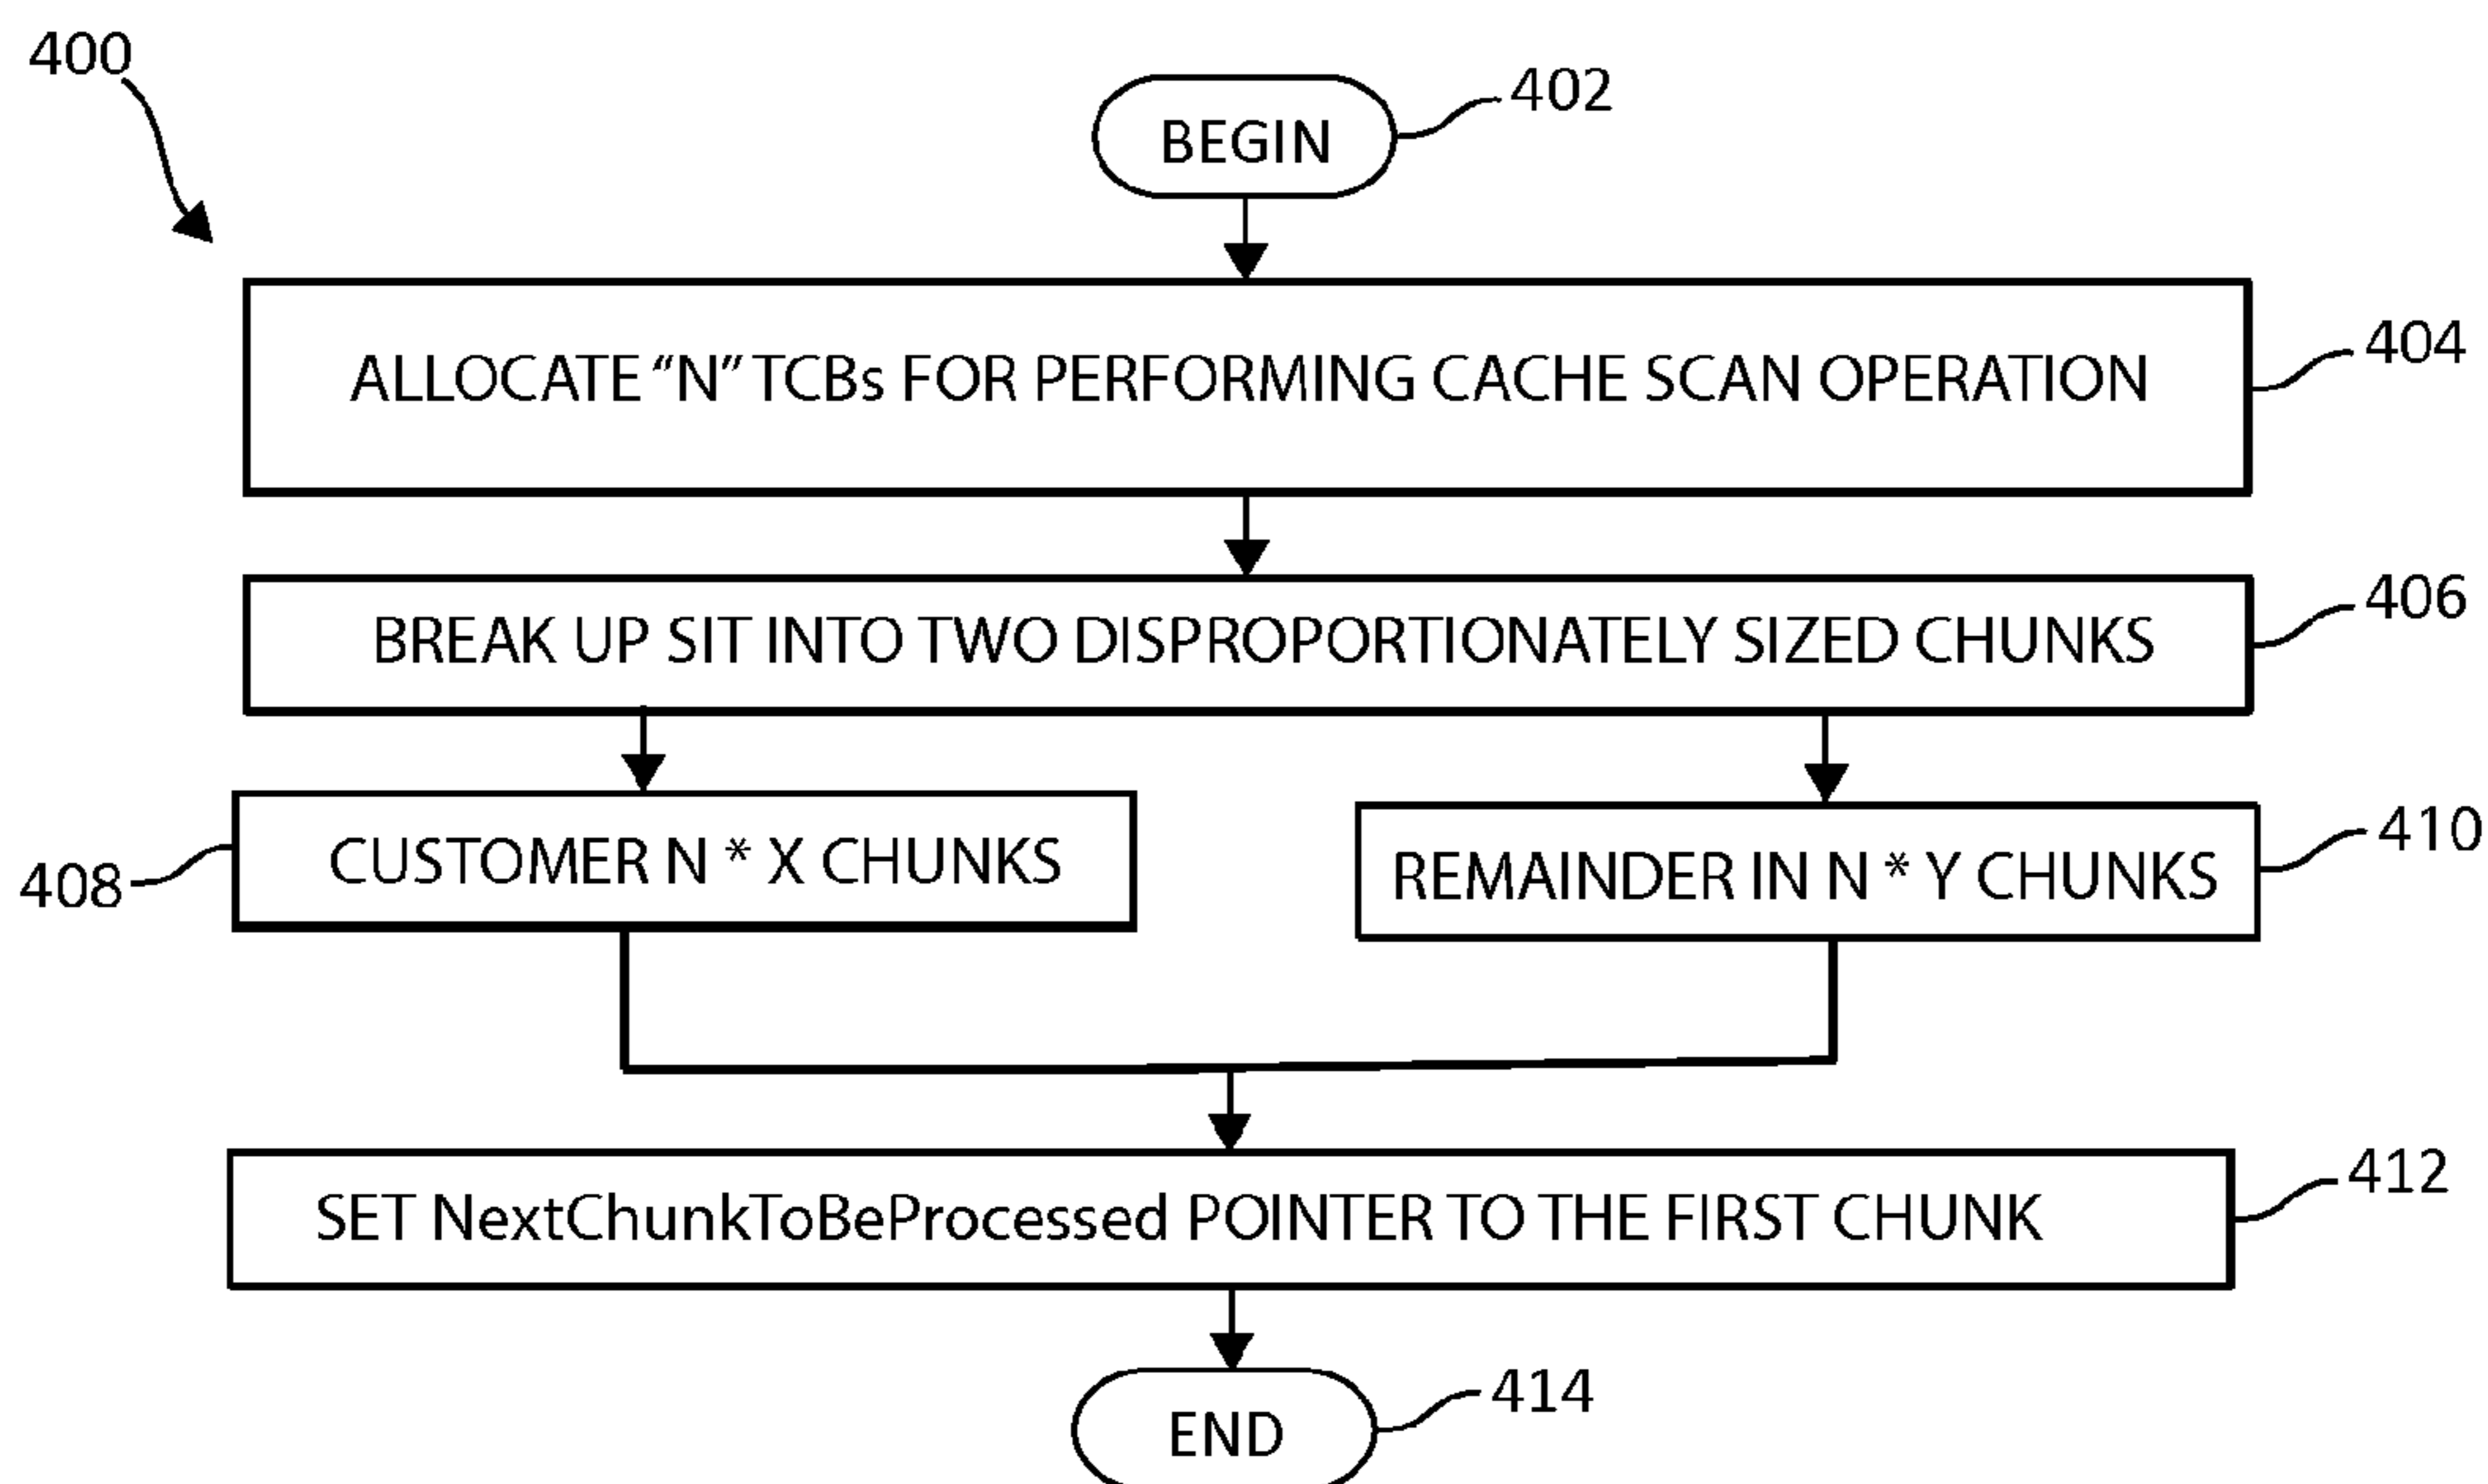 400
BEGIN
402
ALLOCATE “N” TCBs FOR PERFORMING CACHE SCAN OPERATION
404
BREAK UP SIT INTO TWO DISPROPORTIONATELY SIZED CHUNKS
406
408
CUSTOMER N * X CHUNKS
REMAINDER IN N * Y CHUNKS
410
SET NextChunkToBeProcessed POINTER TO THE FIRST CHUNK
412
END
414